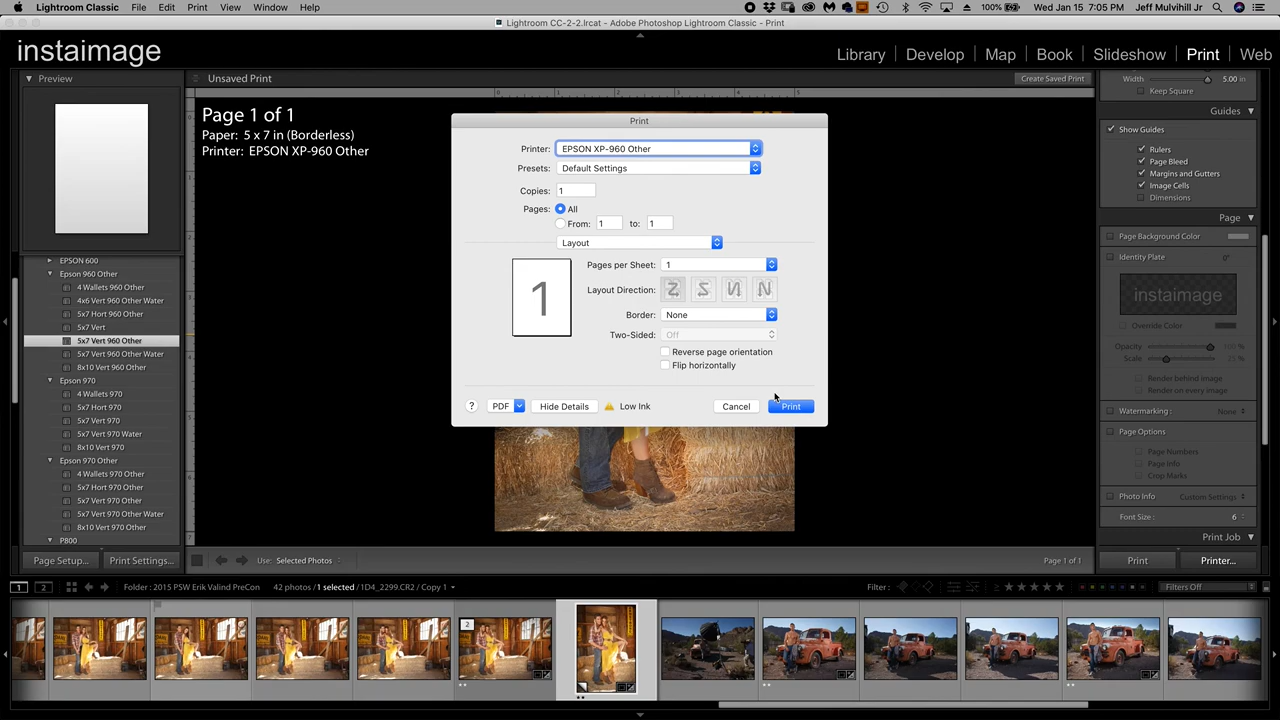 Lightroom Classic File Edit Print View Window Help 100% Wed Jan 15 7:05 PM Jeff Mulvihill Jr
Lightroom CC-2-2.lrcat - Adobe Photoshop Lightroom Classic - Print
instaimage
Library | Develop | Map | Book | Slideshow | Print | Web
Preview
Unsaved Print
Create Saved Print
Page 1 of 1
Paper: 5 x 7 in (Borderless)
Printer: EPSON XP-960 Other
EPSON 600
Epson 960 Other
4 Wallets 960 Other
4x6 Vert 960 Other Water
5x7 Hort 960 Other
5x7 Vert
5x7 Vert 960 Other
5x7 Vert 960 Other Water
8x10 Vert 960 Other
Epson 970
4 Wallets 970
5x7 Hort 970
5x7 Vert 970
5x7 Vert 970 Water
8x10 Vert 970
Epson 970 Other
4 Wallets 970 Other
5x7 Hort 970 Other
5x7 Vert 970 Other
5x7 Vert 970 Other Water
8x10 Vert 970 Other
P800
Page Setup... Print Settings...
Print
Printer: EPSON XP-960 Other
Presets: Default Settings
Copies: 1
Pages: All
From: 1 to: 1
Layout
1
Pages per Sheet: 1
Layout Direction:
Border: None
Two-Sided: Off
Reverse page orientation
Flip horizontally
? PDF Hide Details Low Ink Cancel Print
Width 5.00 in
Keep Square
Guides
Show Guides
Rulers
Page Bleed
Margins and Gutters
Image Cells
Dimensions
Page
Page Background Color
Identity Plate 0°
instaimage
Override Color
Opacity 100 %
Scale 25 %
Render behind image
Render on every image
Watermarking : None
Page Options
Page Numbers
Page Info
Crop Marks
Photo Info Custom Settings
Font Size : 6
Print Job
Use: Selected Photos
Page 1 of 1
Print Printer...
1 2 Folder : 2015 PSW Erik Valind PreCon 42 photos / 1 selected / 1D4_2299.CR2 / Copy 1 Filter : Filters Off
2